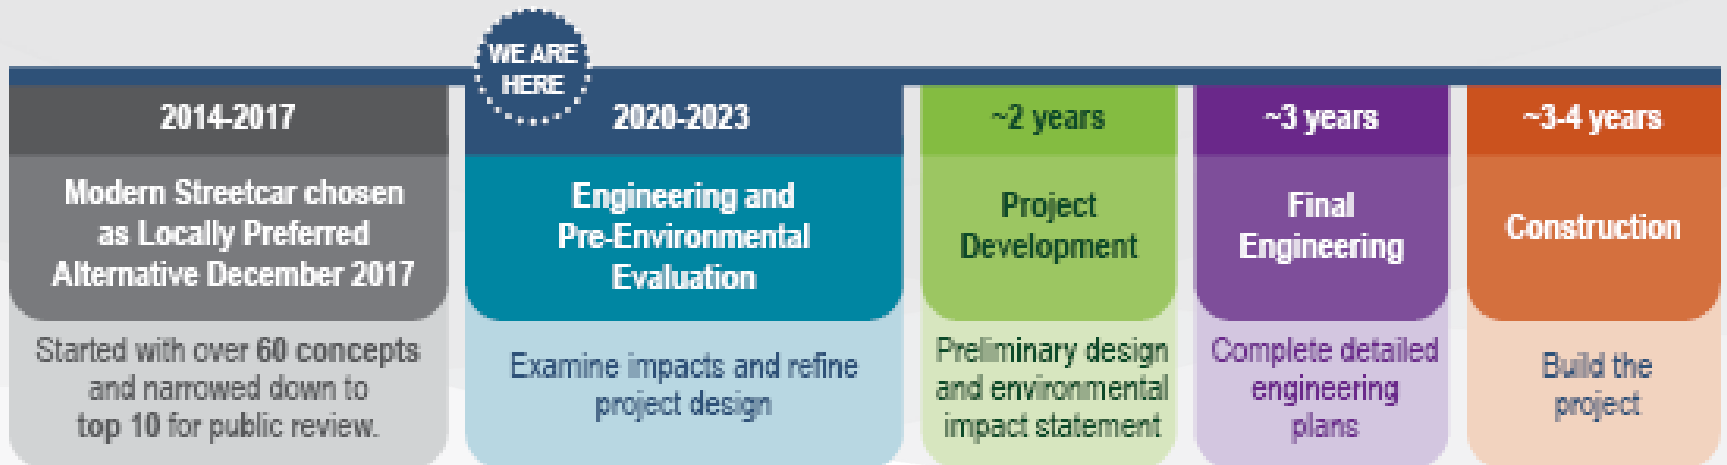 WE ARE
HERE
2014-2017
Modern Streetcar chosen
as Locally Preferred
Alternative December 2017
Started with over 60 concepts
and narrowed down to
top 10 for public review.
2020-2023
Engineering and
Pre-Environmental
Evaluation
Examine impacts and refine
project design
~2 years
Project
Development
Preliminary design
and environmental
impact statement
~3 years
Final
Engineering
Complete detailed
engineering
plans
~3-4 years
Construction
Build the
project